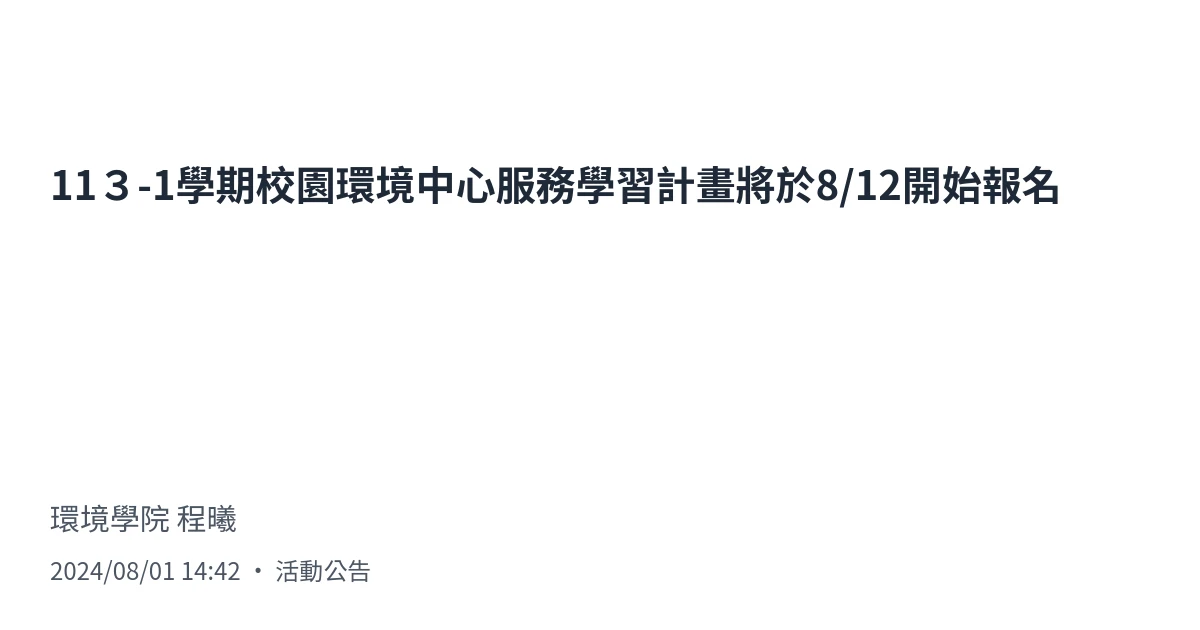 11３-1學期校園環境中心服務學習計畫將於8/12開始報名
環境學院 程曦
2024/08/01 14:42 ・ 活動公告